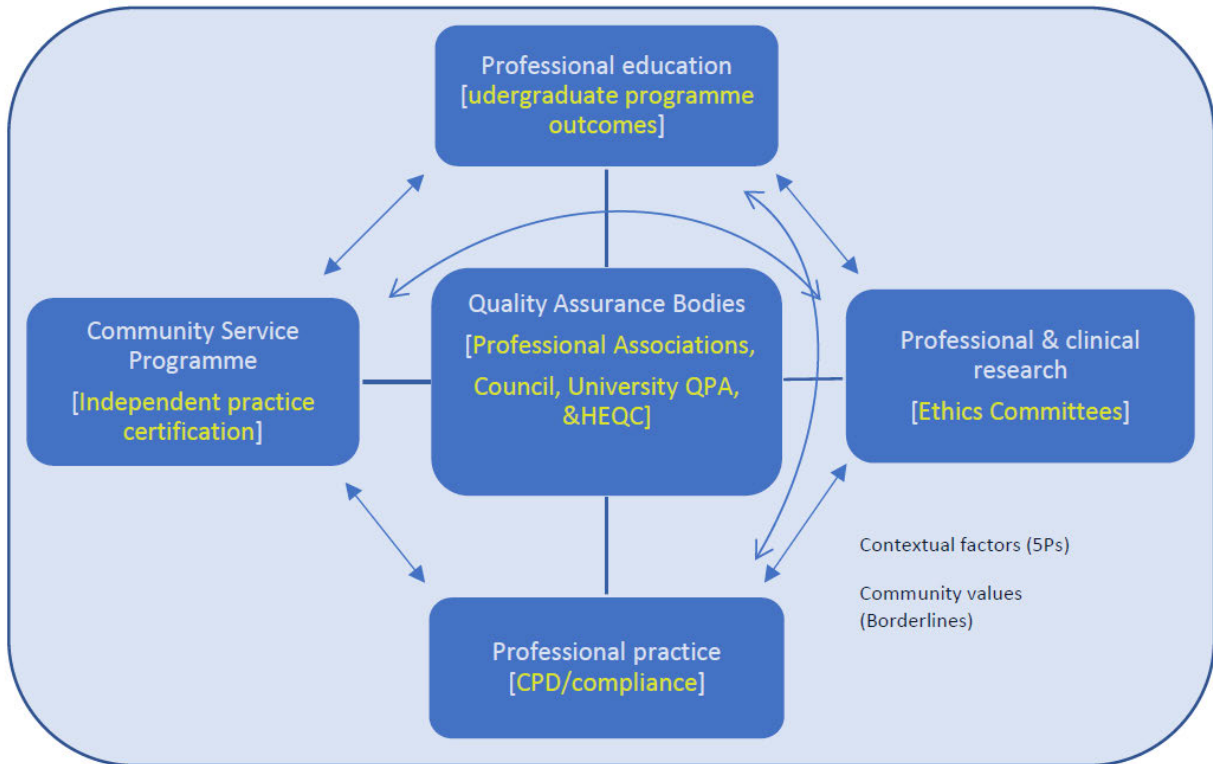 Professional education
[udergraduate programme
outcomes]
Quality Assurance Bodies
[Professional Associations,
Council, University QPA,
&HEQC]
Community Service
Programme
[Independent practice
certification]
Professional & clinical
research
[Ethics Committees]
Contextual factors (5Ps)
Community values
(Borderlines)
Professional practice
[CPD/compliance]